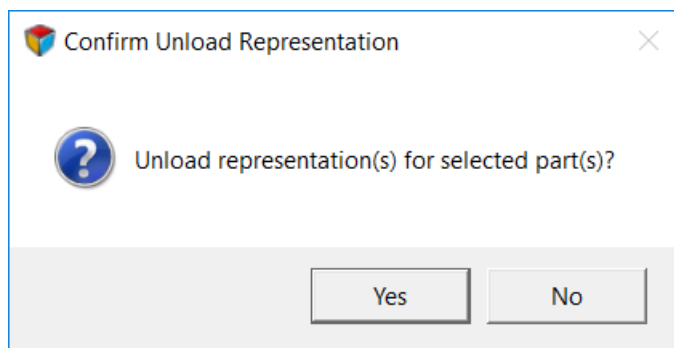 Confirm Unload Representation
Unload representation(s) for selected part(s)?
Yes
No